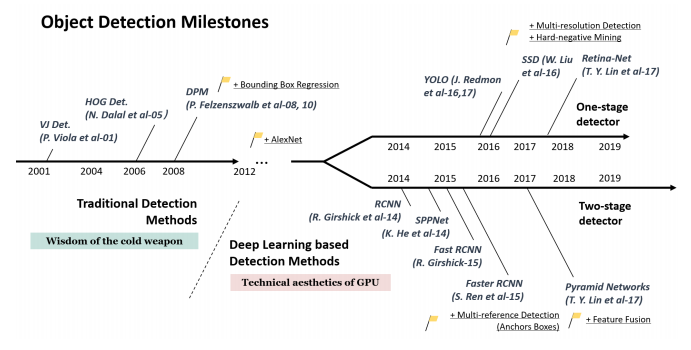 Object Detection Milestones
+ Multi-resolution Detection
+ Hard-negative Mining
SSD (W. Liu
et al-16)
Retina-Net
(T. Y. Lin et al-17)
YOLO (J. Redmon
et al-16,17)
+ Bounding Box Regression
DPM
(P. Felzenszwalb et al-08, 10)
HOG Det.
(N. Dalal et al-05)
VJ Det.
(P. Viola et al-01)
+ AlexNet
One-stage
detector
2001
2004
2006
2008
2012
...
2014
2015
2016
2017
2018
2019
2014
2015
2016
2017
2018
2019
Traditional Detection
Methods
Wisdom of the cold weapon
Deep Learning based
Detection Methods
Technical aesthetics of GPU
RCNN
(R. Girshick et al-14)
SPPNet
(K. He et al-14)
Fast RCNN
(R. Girshick-15)
Faster RCNN
(S. Ren et al-15)
Two-stage
detector
Pyramid Networks
(T. Y. Lin et al-17)
+ Multi-reference Detection
(Anchors Boxes)
+ Feature Fusion